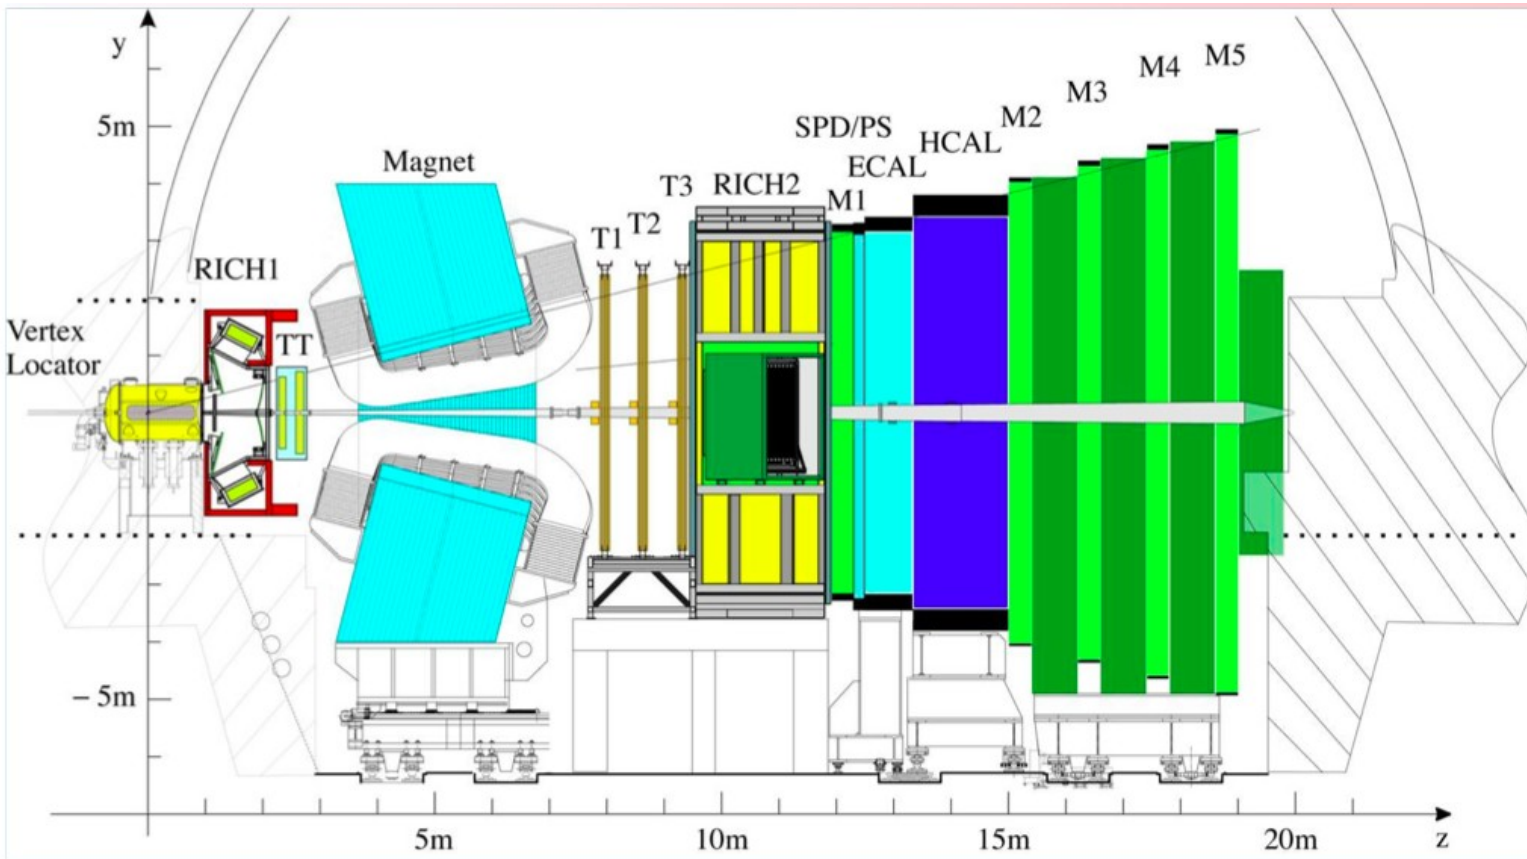 y
5m
Magnet
RICH1
Vertex
Locator
TT
T1
T2
T3
RICH2
SPD/PS
M1
ECAL
HCAL
M2
M3
M4
M5
− 5m
5m
10m
15m
20m
z